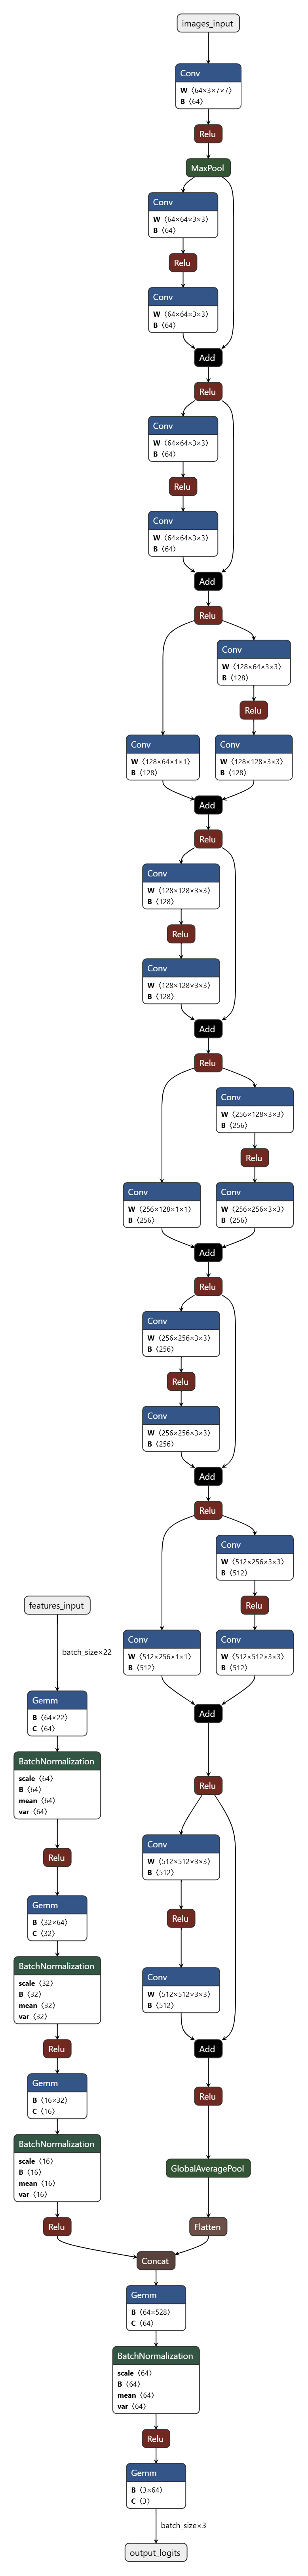 images_input
Conv
W ⟨64×3×7×7⟩
B ⟨64⟩
Relu
MaxPool
Conv
W ⟨64×64×3×3⟩
B ⟨64⟩
Relu
Conv
W ⟨64×64×3×3⟩
B ⟨64⟩
Add
Relu
Conv
W ⟨64×64×3×3⟩
B ⟨64⟩
Relu
Conv
W ⟨64×64×3×3⟩
B ⟨64⟩
Add
Relu
Conv
W ⟨128×64×3×3⟩
B ⟨128⟩
Relu
Conv
W ⟨128×64×1×1⟩
B ⟨128⟩
Conv
W ⟨128×128×3×3⟩
B ⟨128⟩
Add
Relu
Conv
W ⟨128×128×3×3⟩
B ⟨128⟩
Relu
Conv
W ⟨128×128×3×3⟩
B ⟨128⟩
Add
Relu
Conv
W ⟨256×128×3×3⟩
B ⟨256⟩
Relu
Conv
W ⟨256×128×1×1⟩
B ⟨256⟩
Conv
W ⟨256×256×3×3⟩
B ⟨256⟩
Add
Relu
Conv
W ⟨256×256×3×3⟩
B ⟨256⟩
Relu
Conv
W ⟨256×256×3×3⟩
B ⟨256⟩
Add
Relu
Conv
W ⟨512×256×3×3⟩
B ⟨512⟩
Relu
Conv
W ⟨512×256×1×1⟩
B ⟨512⟩
Conv
W ⟨512×512×3×3⟩
B ⟨512⟩
Add
Relu
Conv
W ⟨512×512×3×3⟩
B ⟨512⟩
Relu
Conv
W ⟨512×512×3×3⟩
B ⟨512⟩
Add
Relu
GlobalAveragePool
Flatten
features_input
batch_size×22
Gemm
B ⟨64×22⟩
C ⟨64⟩
BatchNormalization
scale ⟨64⟩
B ⟨64⟩
mean ⟨64⟩
var ⟨64⟩
Relu
Gemm
B ⟨32×64⟩
C ⟨32⟩
BatchNormalization
scale ⟨32⟩
B ⟨32⟩
mean ⟨32⟩
var ⟨32⟩
Relu
Gemm
B ⟨16×32⟩
C ⟨16⟩
BatchNormalization
scale ⟨16⟩
B ⟨16⟩
mean ⟨16⟩
var ⟨16⟩
Relu
Concat
Gemm
B ⟨64×528⟩
C ⟨64⟩
BatchNormalization
scale ⟨64⟩
B ⟨64⟩
mean ⟨64⟩
var ⟨64⟩
Relu
Gemm
B ⟨3×64⟩
C ⟨3⟩
batch_size×3
output_logits